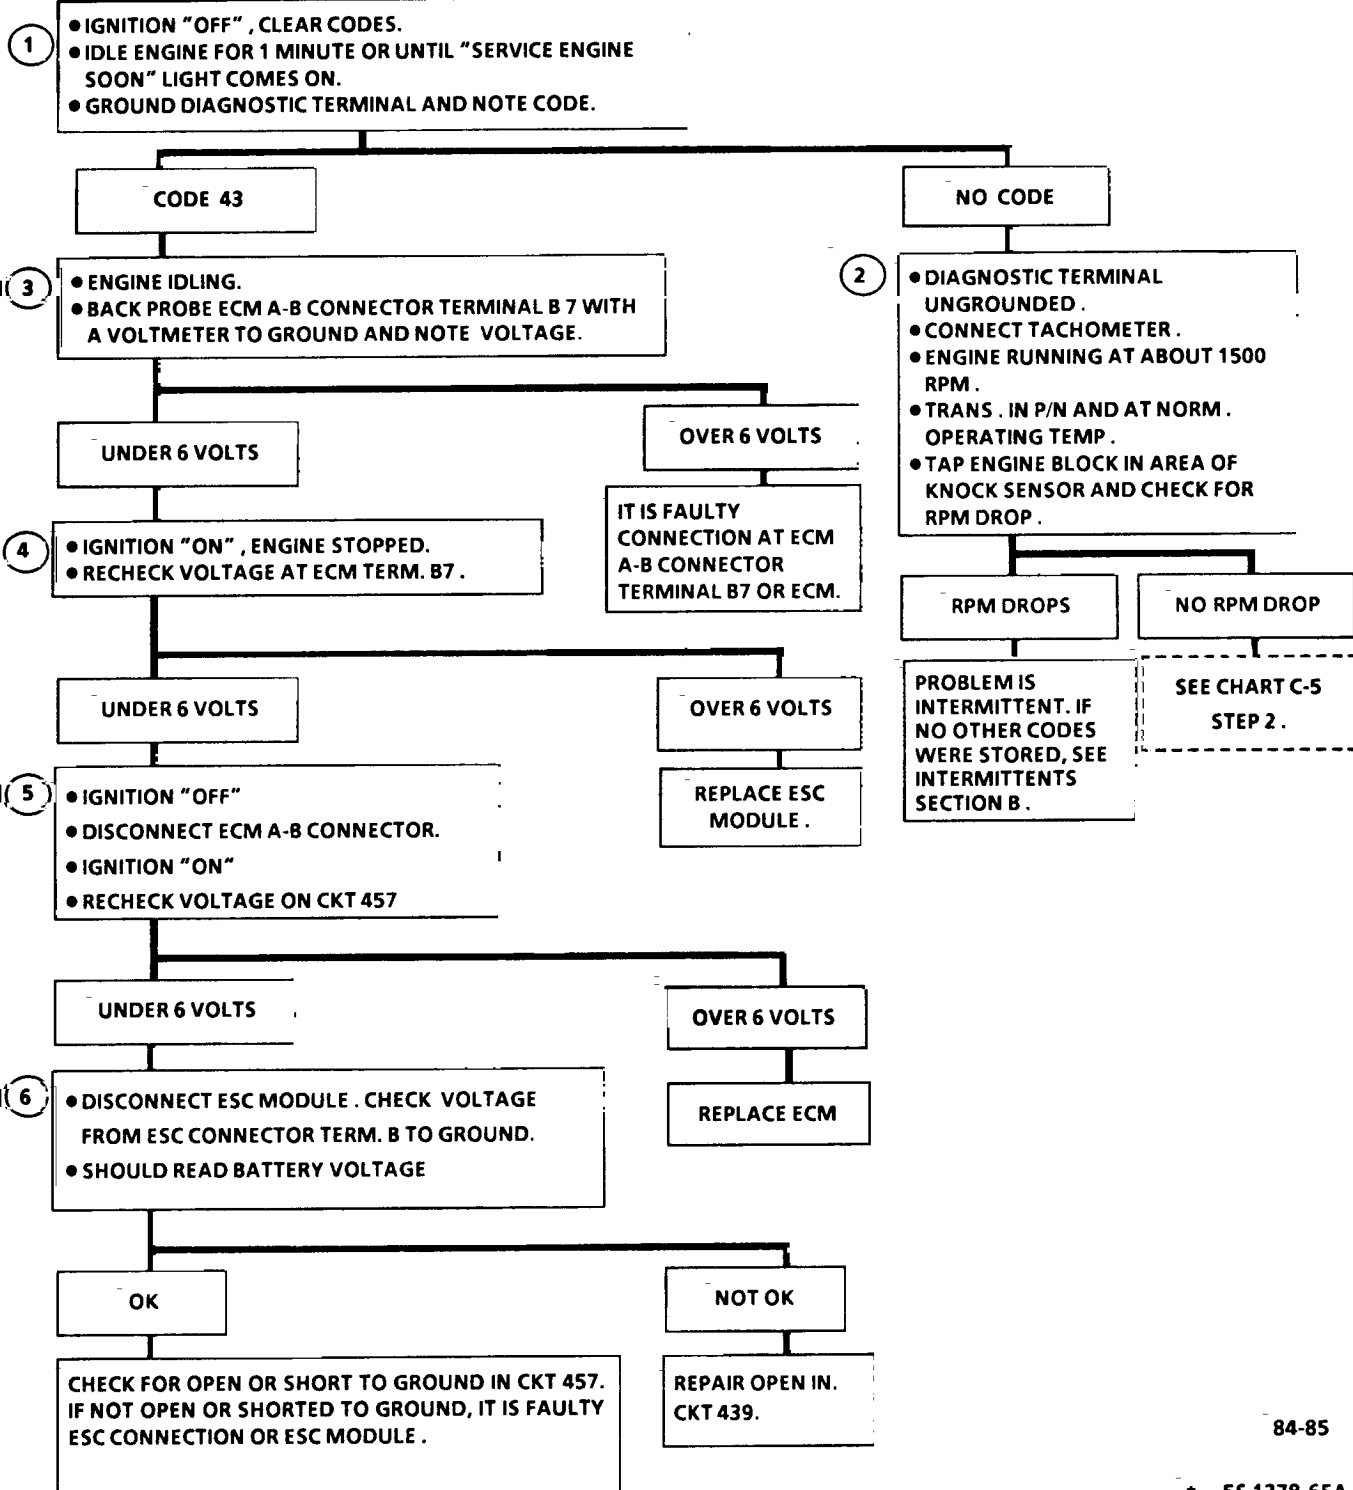 1
● IGNITION "OFF" , CLEAR CODES.
● IDLE ENGINE FOR 1 MINUTE OR UNTIL "SERVICE ENGINE
SOON" LIGHT COMES ON.
● GROUND DIAGNOSTIC TERMINAL AND NOTE CODE.
CODE 43
NO CODE
3
● ENGINE IDLING.
● BACK PROBE ECM A-B CONNECTOR TERMINAL B 7 WITH
A VOLTMETER TO GROUND AND NOTE VOLTAGE.
2
● DIAGNOSTIC TERMINAL
UNGROUNDED .
● CONNECT TACHOMETER .
● ENGINE RUNNING AT ABOUT 1500
RPM .
● TRANS . IN P/N AND AT NORM .
OPERATING TEMP .
● TAP ENGINE BLOCK IN AREA OF
KNOCK SENSOR AND CHECK FOR
RPM DROP .
UNDER 6 VOLTS
OVER 6 VOLTS
IT IS FAULTY
CONNECTION AT ECM
A-B CONNECTOR
TERMINAL B7 OR ECM.
4
● IGNITION "ON" , ENGINE STOPPED.
● RECHECK VOLTAGE AT ECM TERM. B7 .
RPM DROPS
NO RPM DROP
PROBLEM IS
INTERMITTENT. IF
NO OTHER CODES
WERE STORED, SEE
INTERMITTENTS
SECTION B .
SEE CHART C-5
STEP 2 .
UNDER 6 VOLTS
OVER 6 VOLTS
REPLACE ESC
MODULE .
5
● IGNITION "OFF"
● DISCONNECT ECM A-B CONNECTOR.
● IGNITION "ON"
● RECHECK VOLTAGE ON CKT 457
UNDER 6 VOLTS
OVER 6 VOLTS
REPLACE ECM
6
● DISCONNECT ESC MODULE . CHECK VOLTAGE
FROM ESC CONNECTOR TERM. B TO GROUND.
● SHOULD READ BATTERY VOLTAGE
OK
NOT OK
CHECK FOR OPEN OR SHORT TO GROUND IN CKT 457.
IF NOT OPEN OR SHORTED TO GROUND, IT IS FAULTY
ESC CONNECTION OR ESC MODULE .
REPAIR OPEN IN.
CKT 439.
84-85